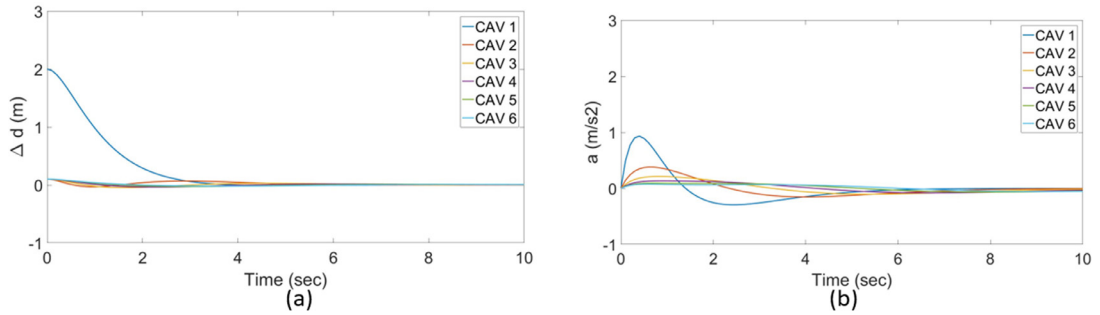 3
2
1
0
-1
Δ d (m)
0 2 4 6 8 10
Time (sec)
CAV 1
CAV 2
CAV 3
CAV 4
CAV 5
CAV 6
(a)
3
2
1
0
-1
a (m/s2)
0 2 4 6 8 10
Time (sec)
CAV 1
CAV 2
CAV 3
CAV 4
CAV 5
CAV 6
(b)